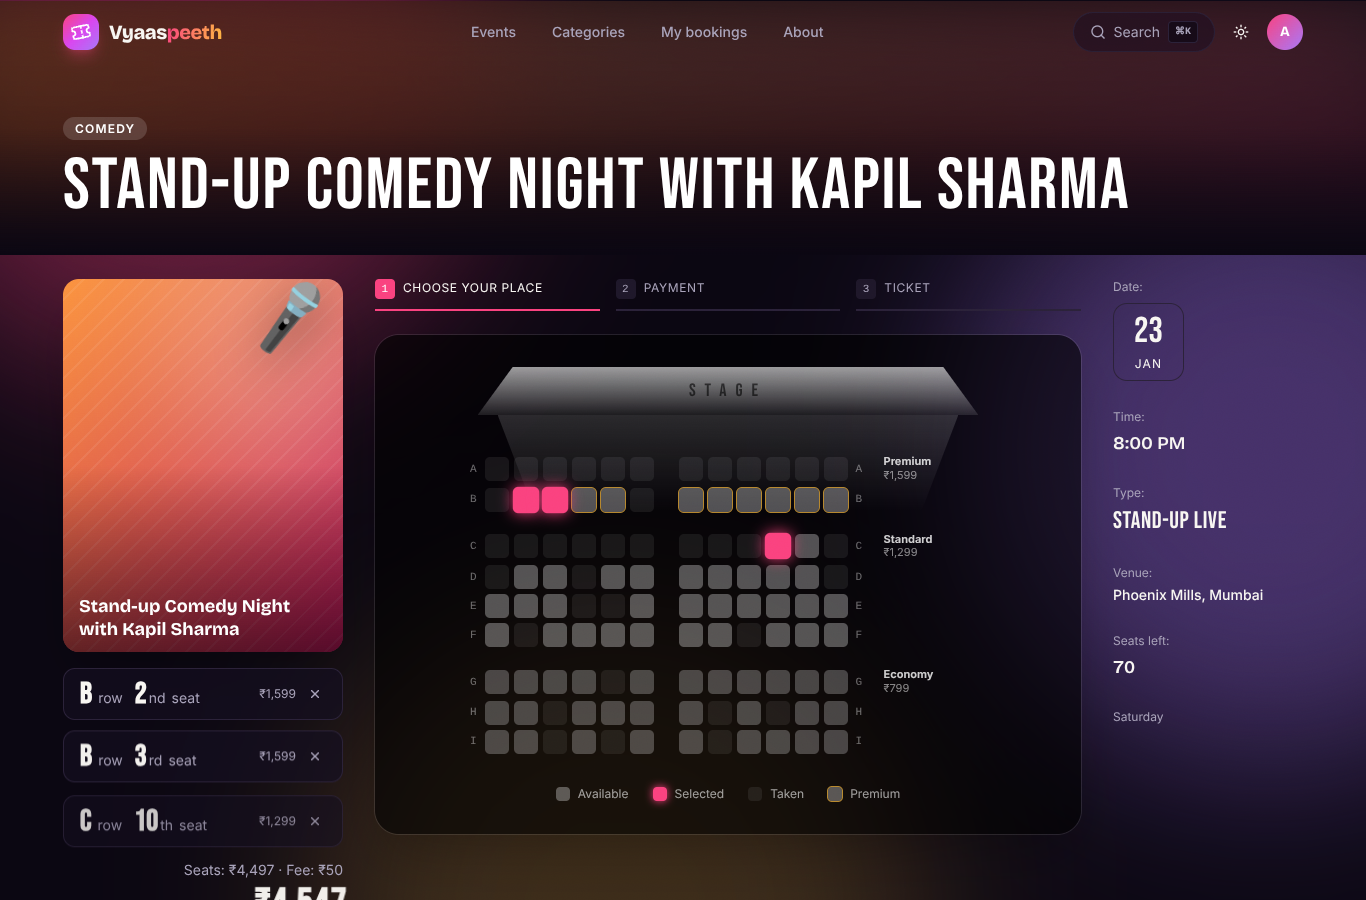 Vyaaspeeth
Events Categories My bookings About
Search ⌘K
A
COMEDY
STAND-UP COMEDY NIGHT WITH KAPIL SHARMA
Stand-up Comedy Night
with Kapil Sharma
B row 2nd seat ₹1,599 ✕
B row 3rd seat ₹1,599 ✕
C row 10th seat ₹1,299 ✕
Seats: ₹4,497 · Fee: ₹50
₹4,547
1 CHOOSE YOUR PLACE
2 PAYMENT
3 TICKET
STAGE
A A
Premium
₹1,599
B B
C C
Standard
₹1,299
D D
E E
F F
G G
Economy
₹799
H H
I I
Available Selected Taken Premium
Date:
23
JAN
Time:
8:00 PM
Type:
STAND-UP LIVE
Venue:
Phoenix Mills, Mumbai
Seats left:
70
Saturday